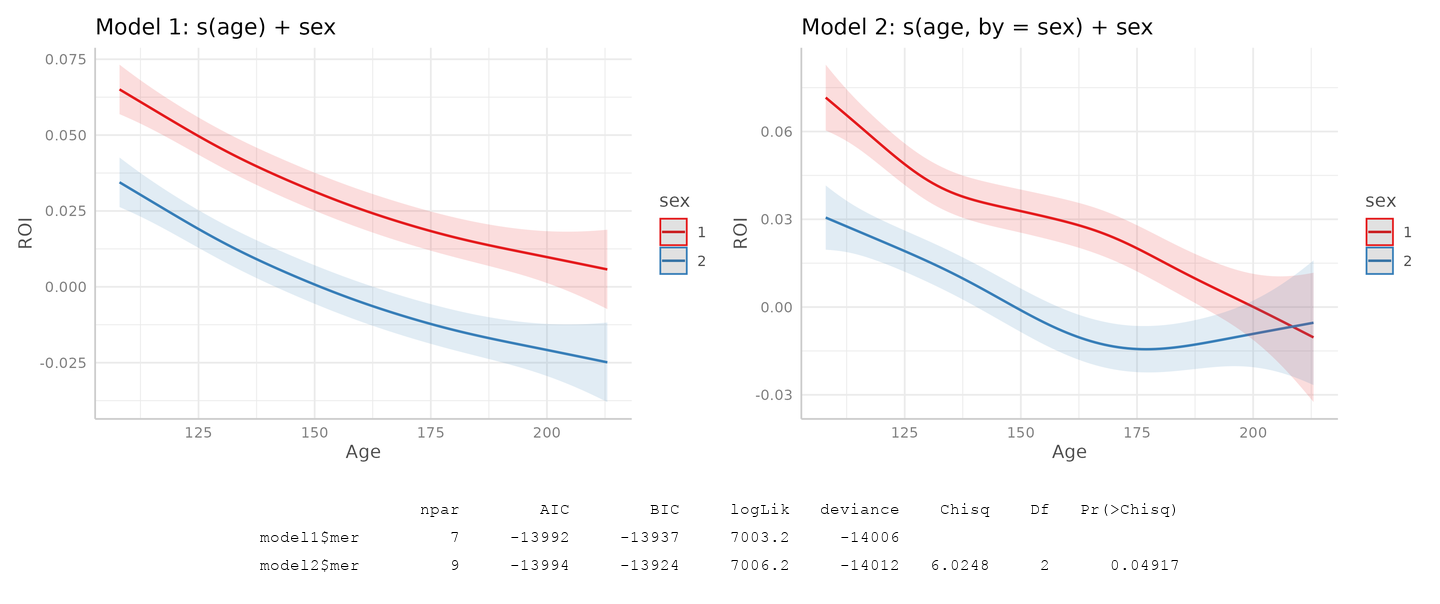 Model 1: s(age) + sex
0.075
0.050
0.025
0.000
-0.025
ROI
125 150 175 200
Age
sex
1
2
Model 2: s(age, by = sex) + sex
0.06
0.03
0.00
-0.03
ROI
125 150 175 200
Age
sex
1
2
npar AIC BIC logLik deviance Chisq Df Pr(>Chisq)
model1$mer 7 -13992 -13937 7003.2 -14006
model2$mer 9 -13994 -13924 7006.2 -14012 6.0248 2 0.04917